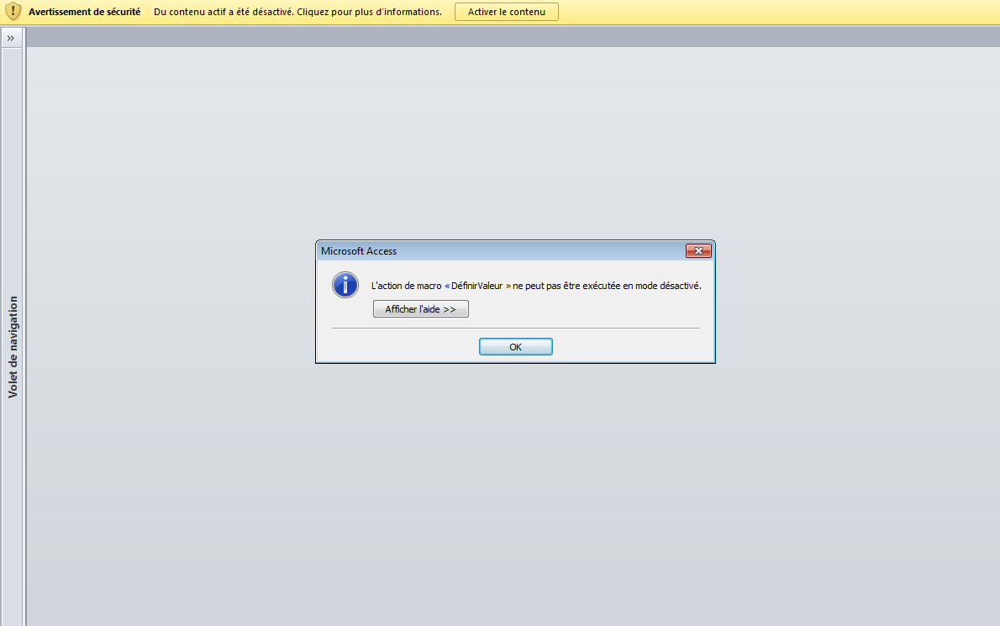 Avertissement de sécurité Du contenu actif a été désactivé. Cliquez pour plus d'informations. Activer le contenu
»
Volet de navigation
Microsoft Access
L'action de macro « DéfinirValeur » ne peut pas être exécutée en mode désactivé.
Afficher l'aide >>
OK